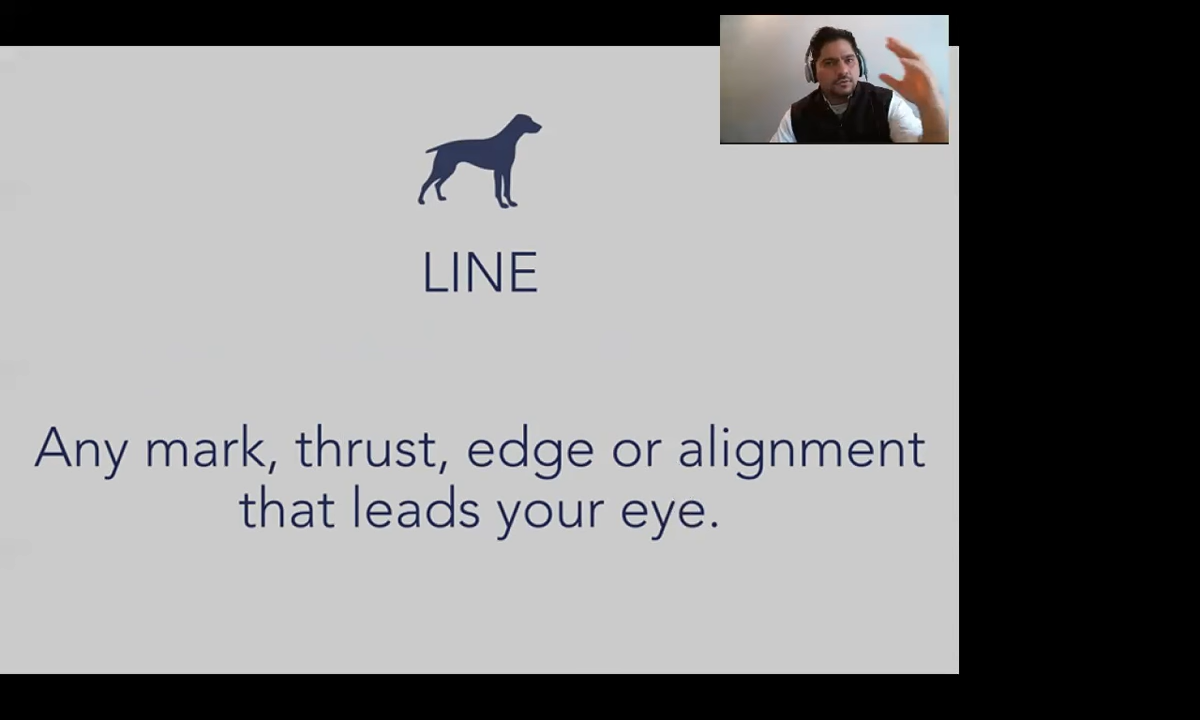 LINE
Any mark, thrust, edge or alignment
that leads your eye.